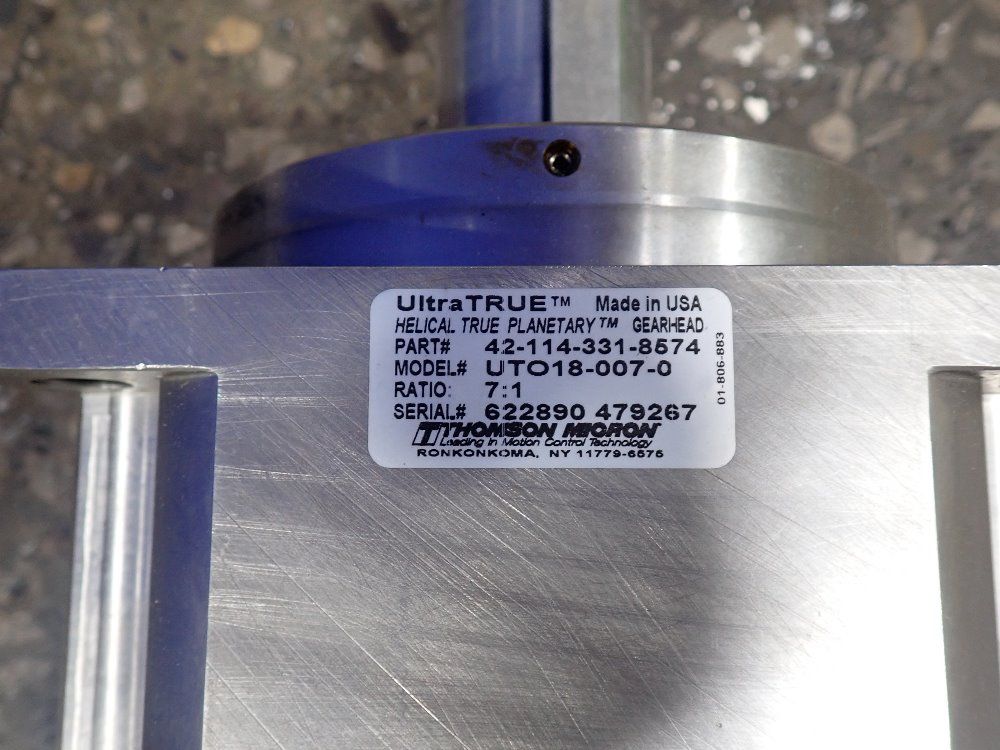 UltraTRUE™ Made in USA
HELICAL TRUE PLANETARY™ GEARHEAD
PART# 42-114-331-8574
MODEL# UTO18-007-0
RATIO: 7:1
SERIAL# 622890 479267
THOMSON MICRON
Leading in Motion Control Technology
RONKONKOMA, NY 11779-6575
01-806-883